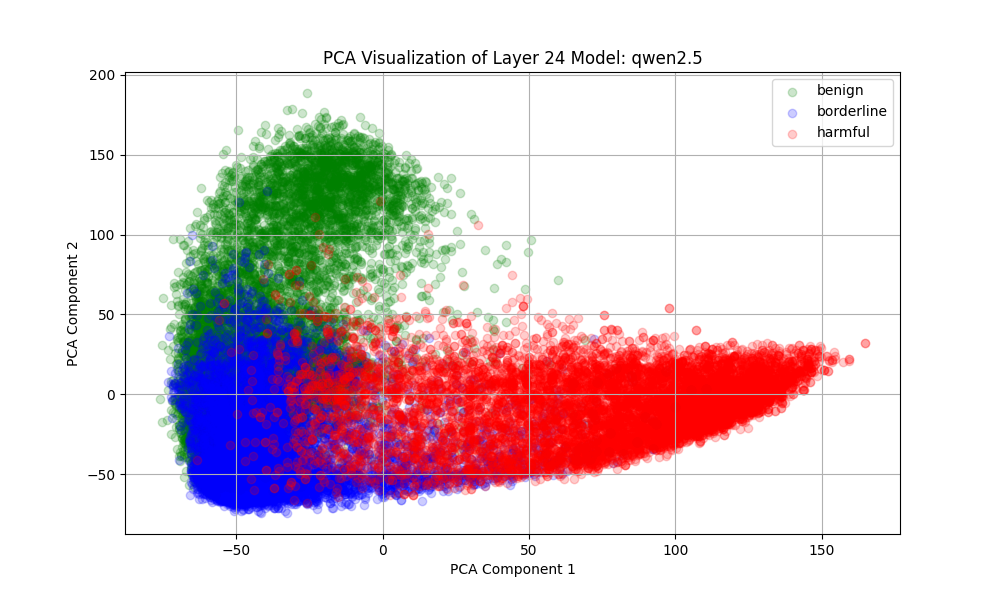 PCA Visualization of Layer 24 Model: qwen2.5
benign
borderline
harmful
PCA Component 2
200
150
100
50
0
−50
−50
0
50
100
150
PCA Component 1